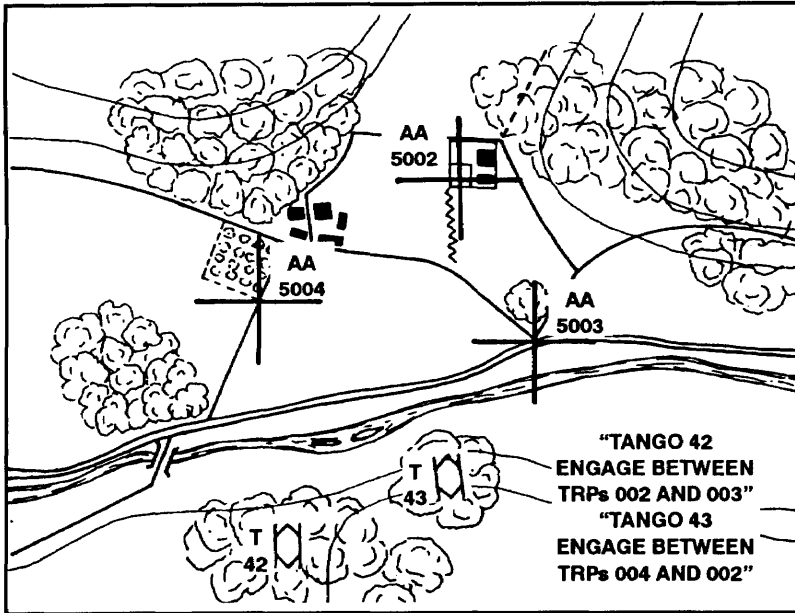 AA
5002
AA
5004
AA
5003
T
43
T
42
“TANGO 42
ENGAGE BETWEEN
TRPs 002 AND 003”
“TANGO 43
ENGAGE BETWEEN
TRPs 004 AND 002”